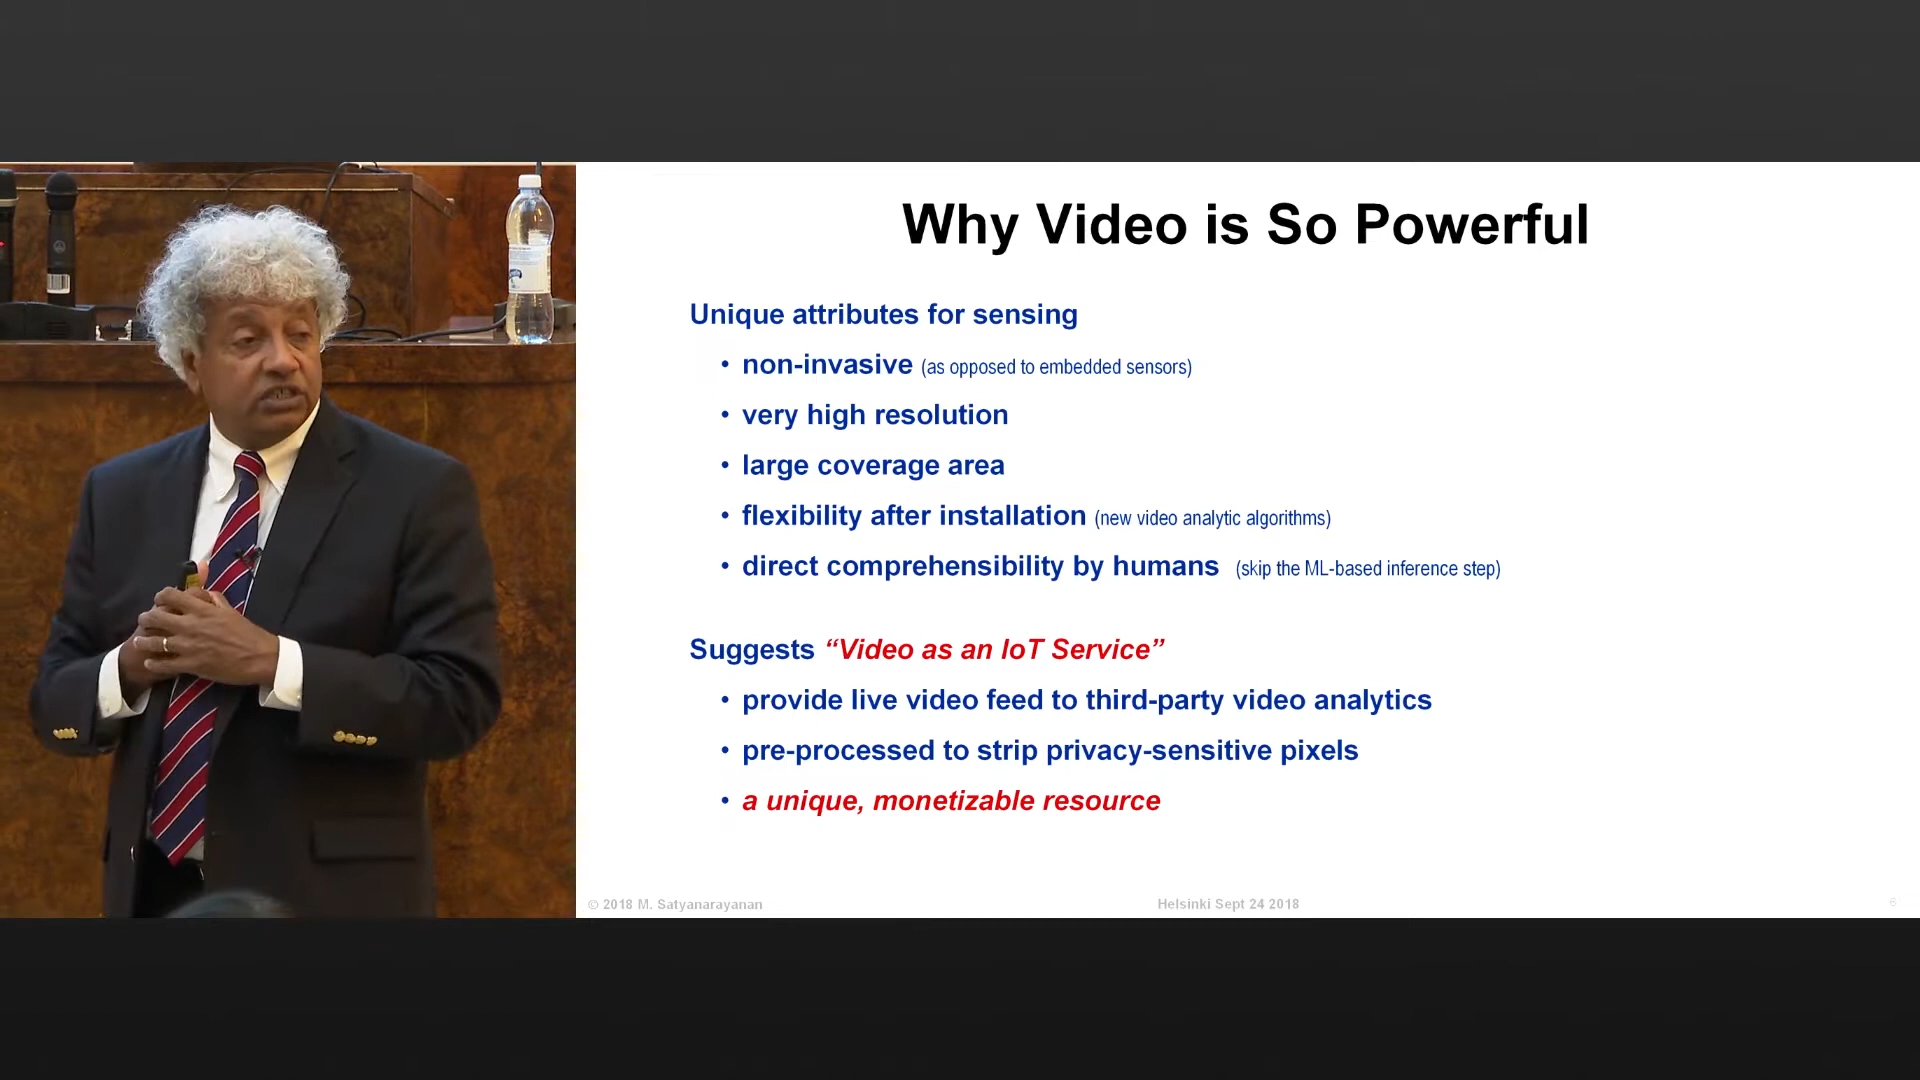 Why Video is So Powerful
Unique attributes for sensing
• non-invasive (as opposed to embedded sensors)
• very high resolution
• large coverage area
• flexibility after installation (new video analytic algorithms)
• direct comprehensibility by humans (skip the ML-based inference step)
Suggests “Video as an IoT Service”
• provide live video feed to third-party video analytics
• pre-processed to strip privacy-sensitive pixels
• a unique, monetizable resource
© 2018 M. Satyanarayanan
Helsinki Sept 24 2018